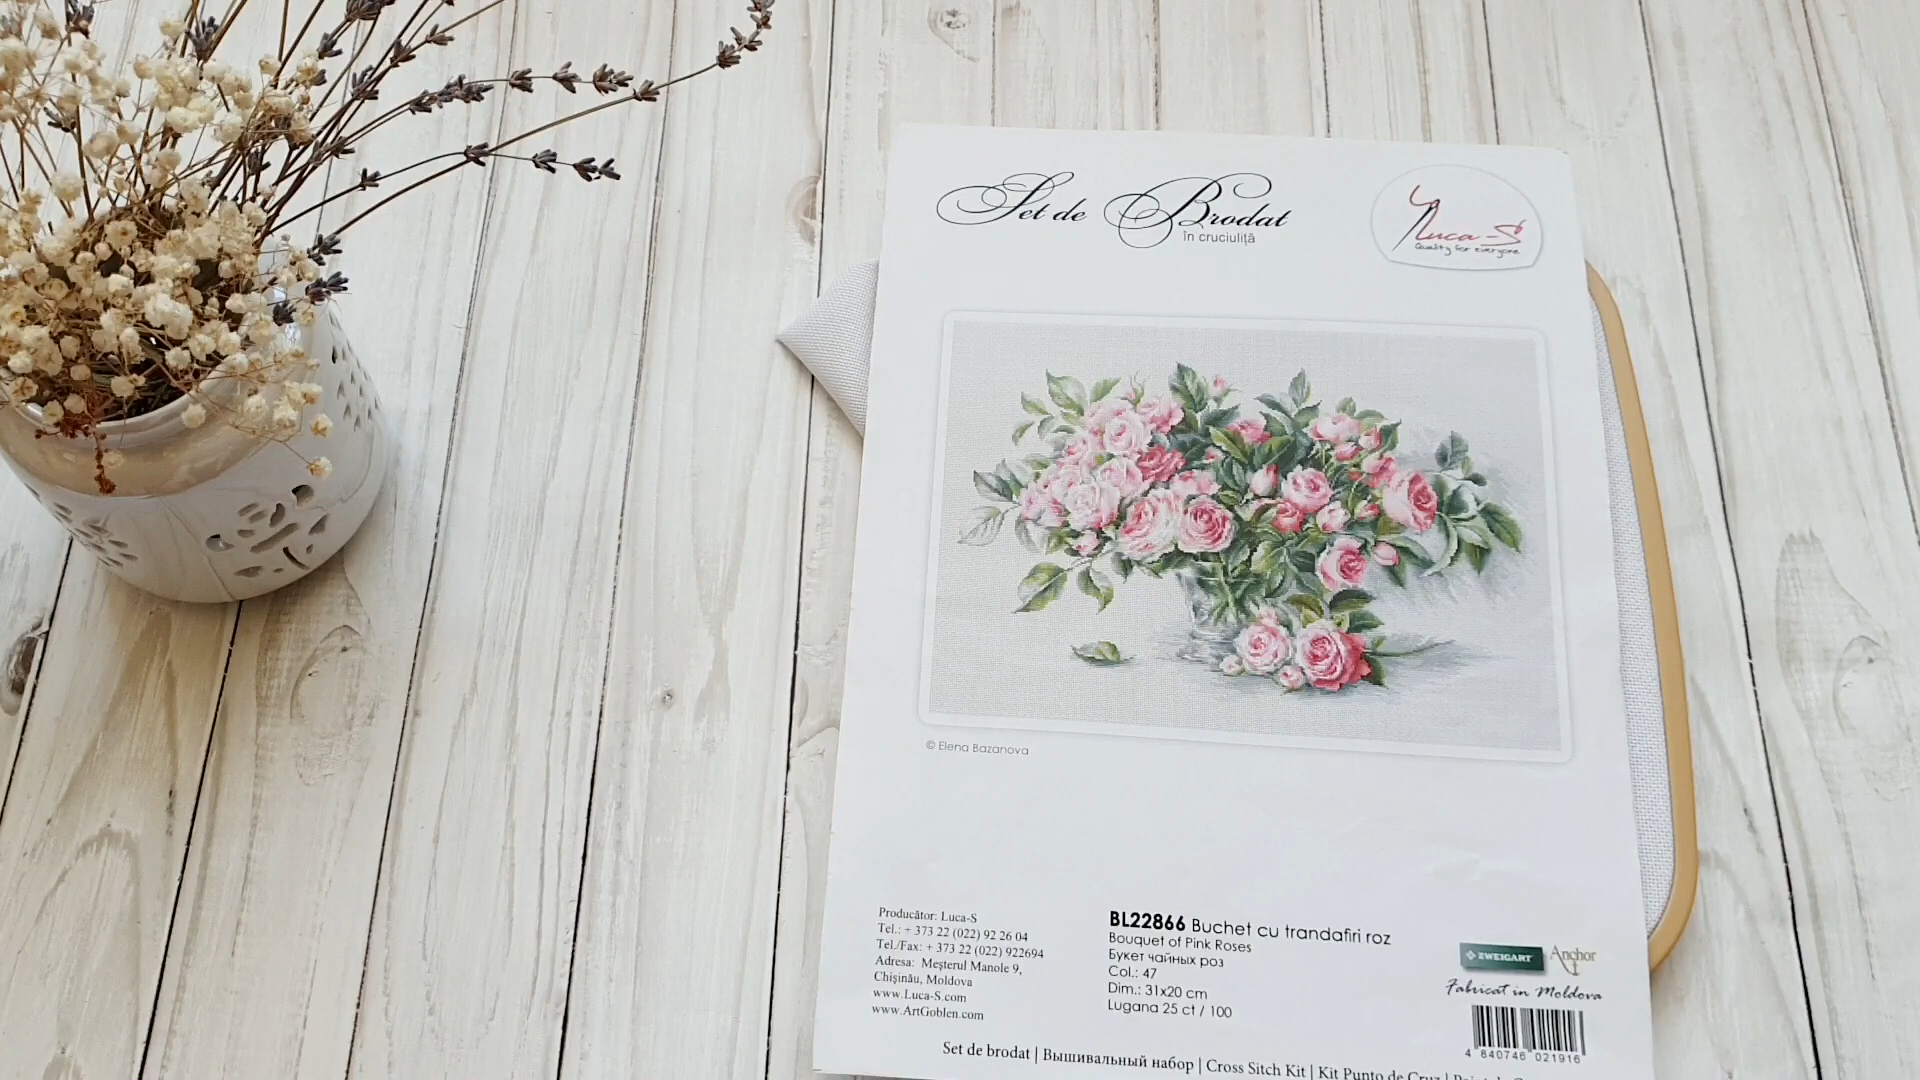 Set de Brodat
în cruciuliță
Luca-S
Quality for everyone
© Elena Bazanova
Producător: Luca-S
Tel.: + 373 22 (022) 92 26 04
Tel./Fax: + 373 22 (022) 922694
Adresa: Meșterul Manole 9,
Chișinău, Moldova
www.Luca-S.com
www.ArtGoblen.com
BL22866 Buchet cu trandafiri roz
Bouquet of Pink Roses
Букет чайных роз
Col.: 47
Dim.: 31x20 cm
Lugana 25 ct / 100
ZWEIGART Anchor
Fabricat in Moldova
4 840746 021916
Set de brodat | Вышивальный набор | Cross Stitch Kit | Kit Punto de Cruz |